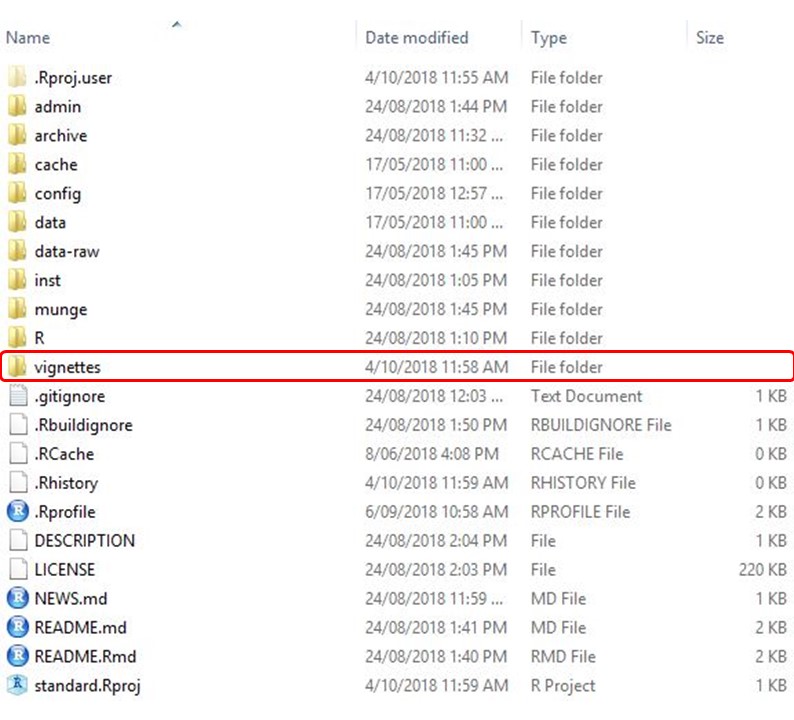 Name Date modified Type Size
.Rproj.user 4/10/2018 11:55 AM File folder
admin 24/08/2018 1:44 PM File folder
archive 24/08/2018 11:32 ... File folder
cache 17/05/2018 11:00 ... File folder
config 17/05/2018 12:57 ... File folder
data 17/05/2018 11:00 ... File folder
data-raw 24/08/2018 1:45 PM File folder
inst 24/08/2018 1:05 PM File folder
munge 24/08/2018 1:45 PM File folder
R 24/08/2018 1:10 PM File folder
vignettes 4/10/2018 11:58 AM File folder
.gitignore 24/08/2018 12:03 ... Text Document 1 KB
.Rbuildignore 24/08/2018 1:50 PM RBUILDIGNORE File 1 KB
.RCache 8/06/2018 4:08 PM RCACHE File 0 KB
.Rhistory 4/10/2018 11:59 AM RHISTORY File 0 KB
.Rprofile 6/09/2018 10:58 AM RPROFILE File 2 KB
DESCRIPTION 24/08/2018 2:04 PM File 1 KB
LICENSE 24/08/2018 2:03 PM File 220 KB
NEWS.md 24/08/2018 11:59 ... MD File 1 KB
README.md 24/08/2018 1:41 PM MD File 2 KB
README.Rmd 24/08/2018 1:40 PM RMD File 2 KB
standard.Rproj 4/10/2018 11:59 AM R Project 1 KB